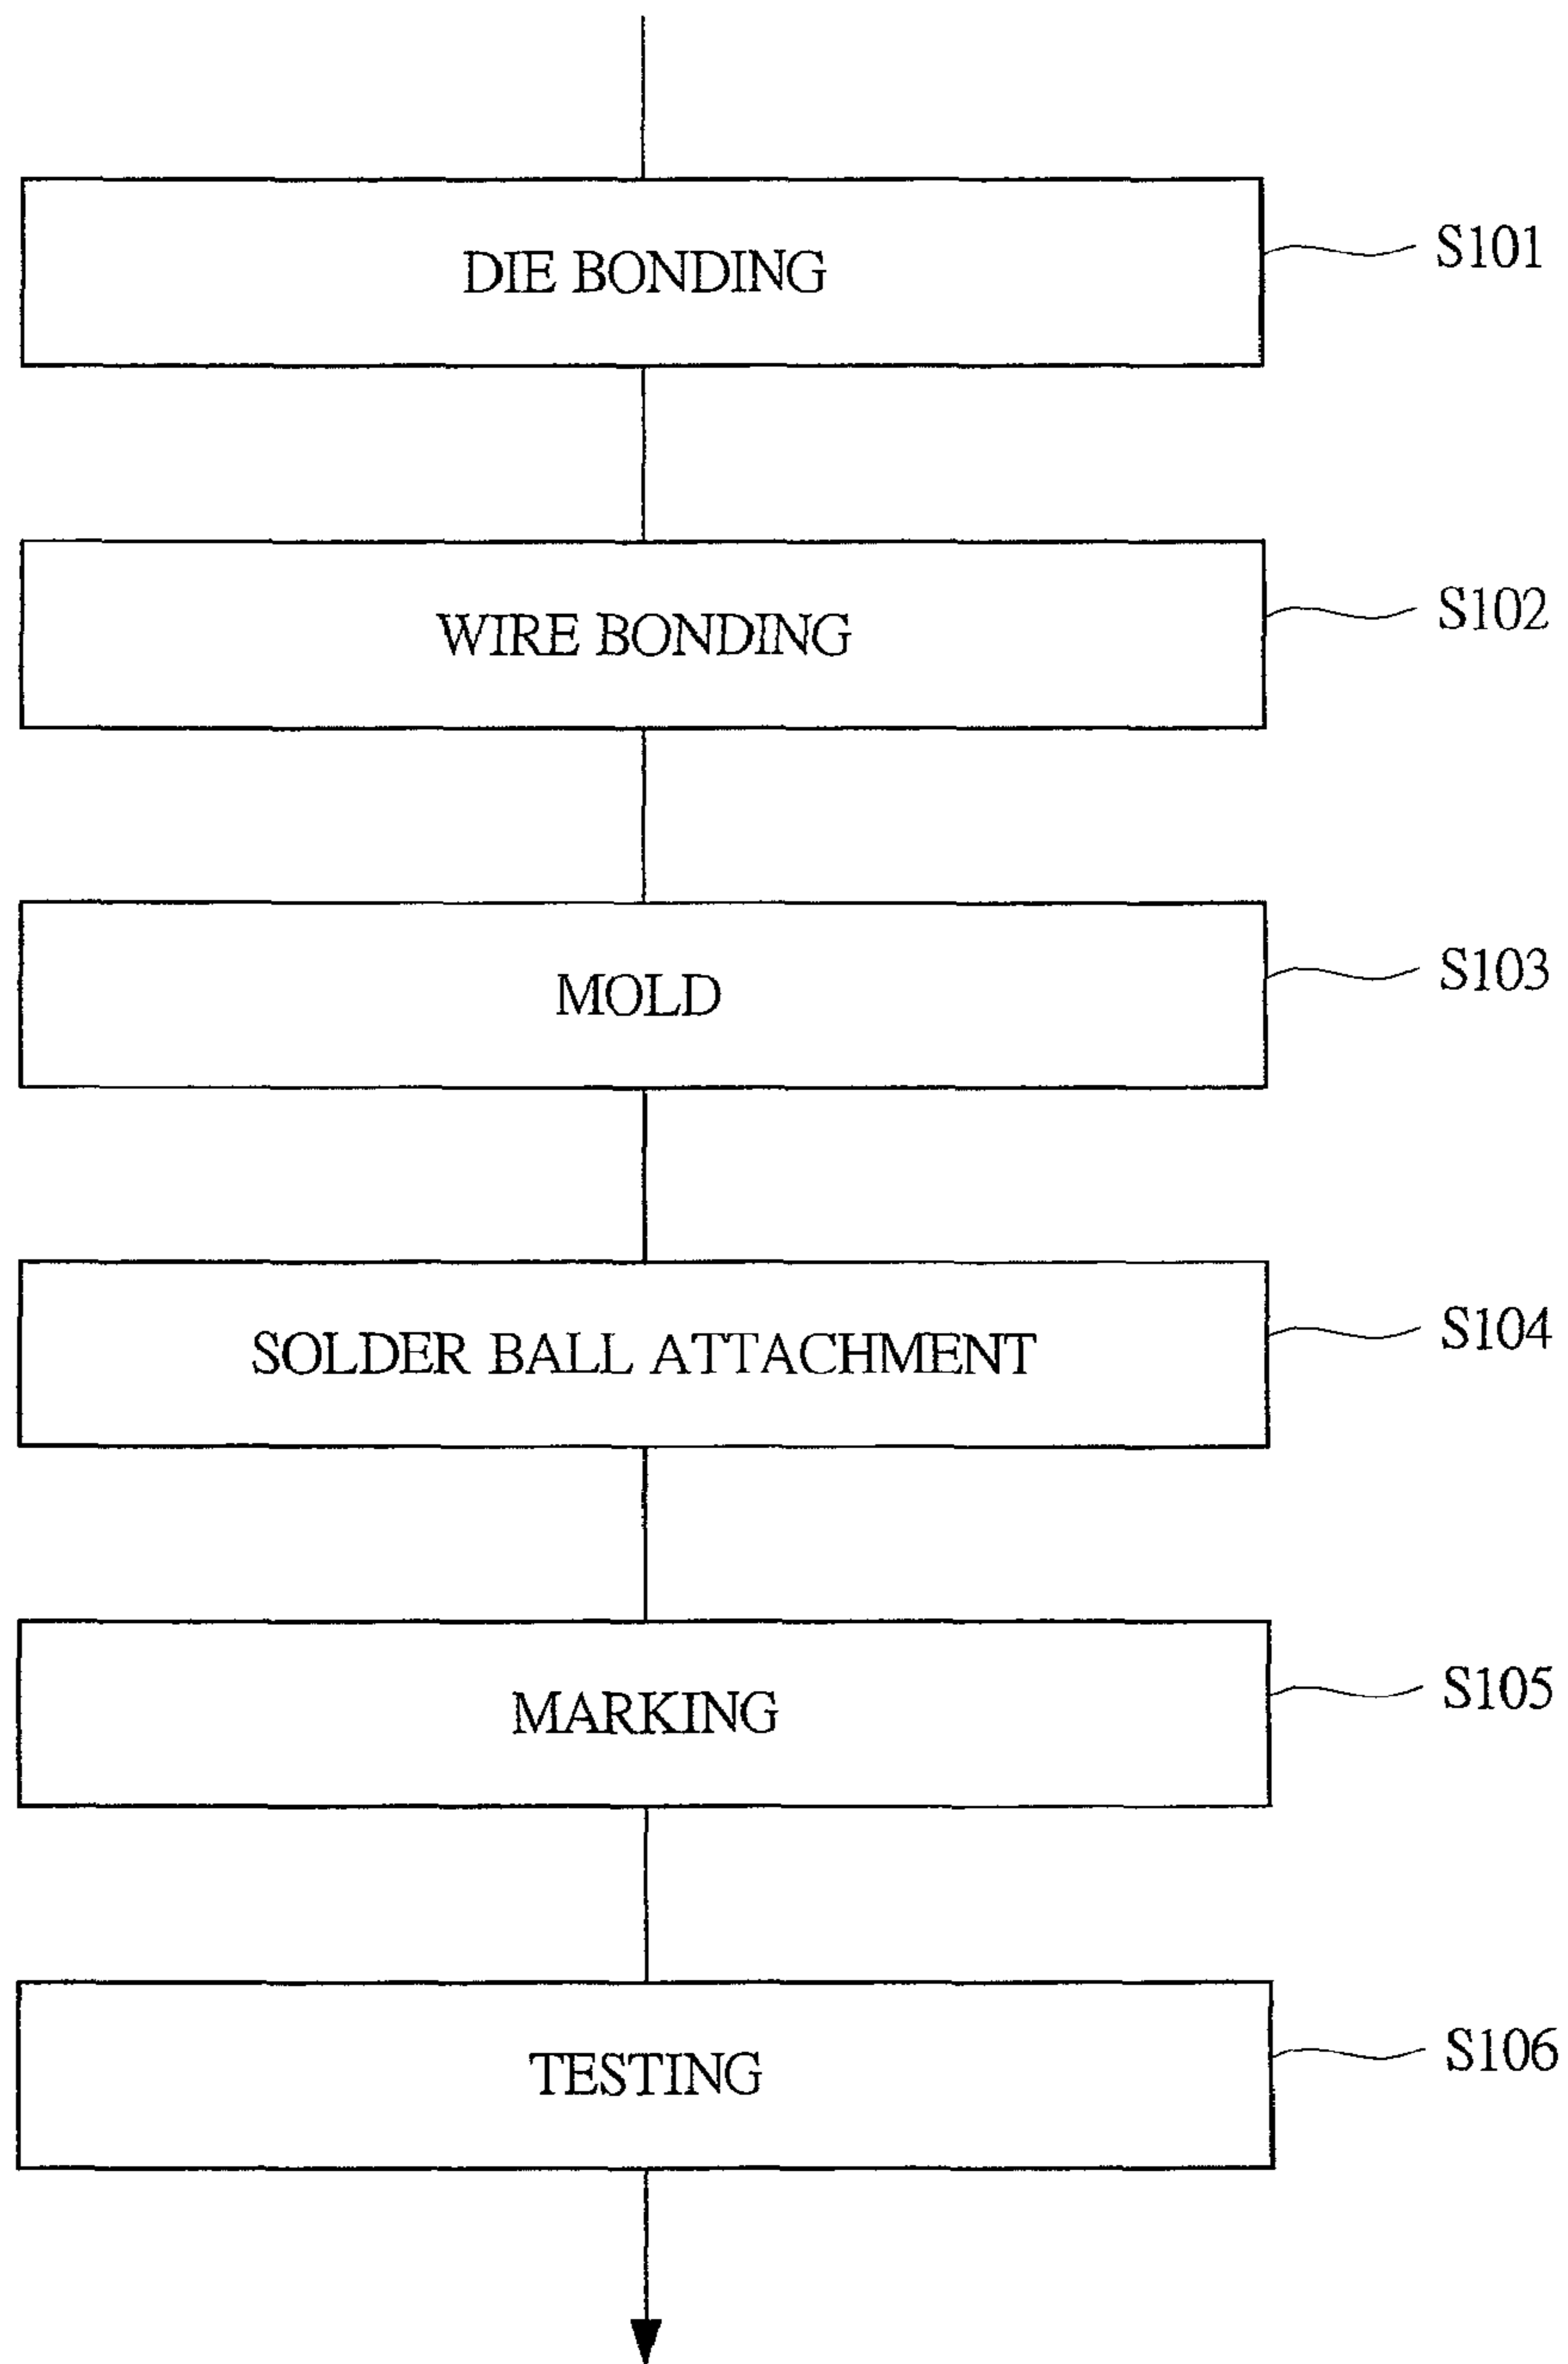 DIE BONDING
S101
WIRE BONDING
S102
MOLD
S103
SOLDER BALL ATTACHMENT
S104
MARKING
S105
TESTING
S106